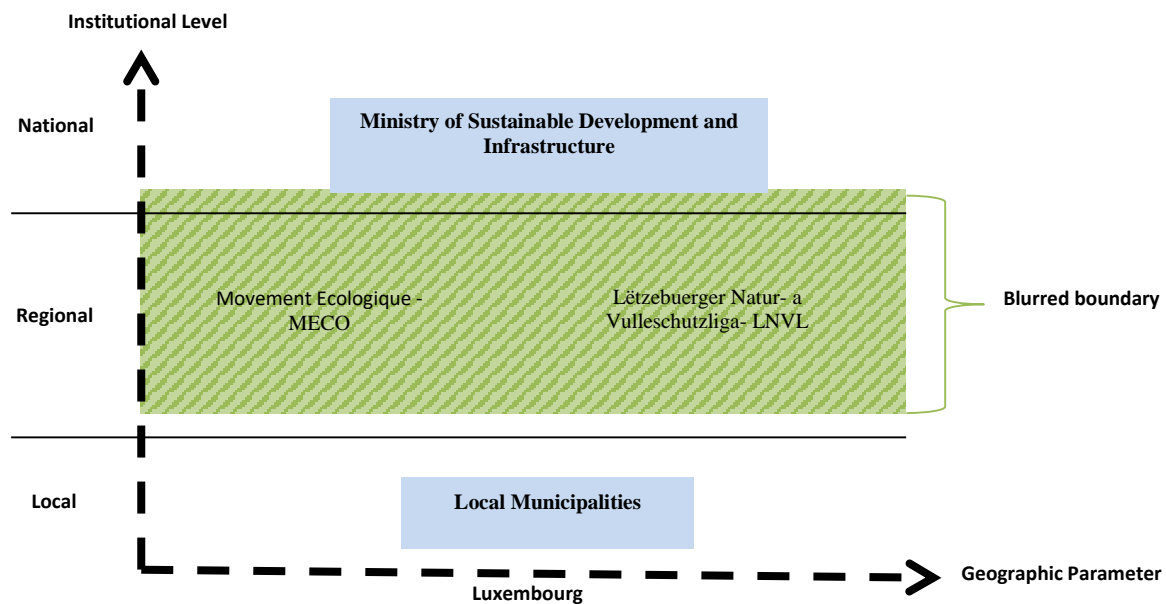 Institutional Level
National
Ministry of Sustainable Development and
Infrastructure
Regional
Movement Ecologique -
MECO
Lëtzebuerger Natur- a
Vulleschutzliga- LNVL
Blurred boundary
Local
Local Municipalities
Luxembourg
Geographic Parameter